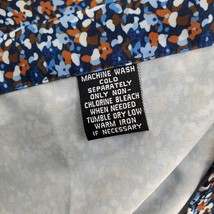 MACHINE WASH
COLD
SEPARATELY
ONLY NON-
CHLORINE BLEACH
WHEN NEEDED
TUMBLE DRY LOW
WARM IRON
IF NECESSARY